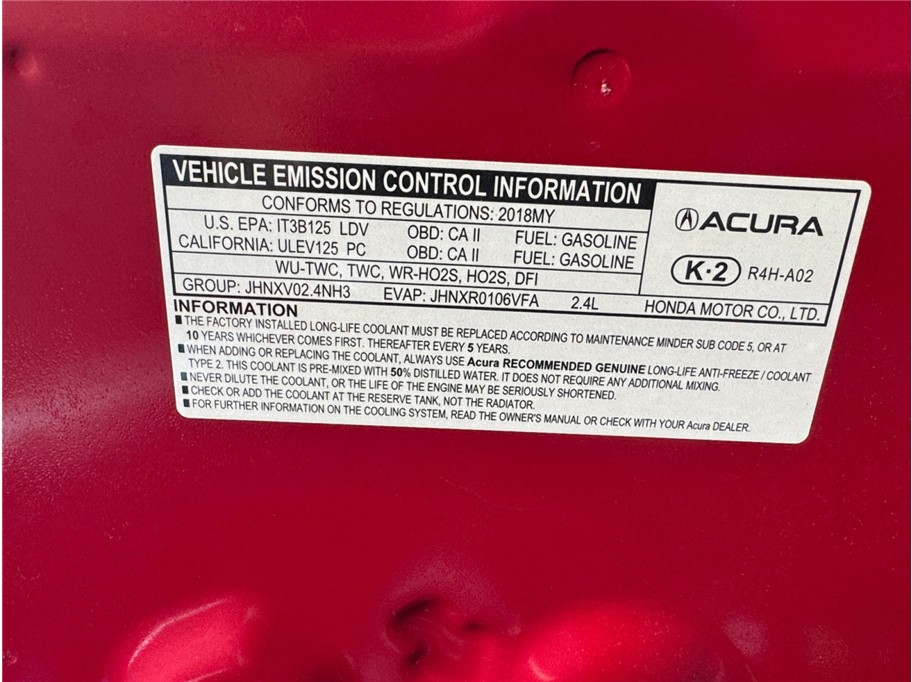 VEHICLE EMISSION CONTROL INFORMATION
CONFORMS TO REGULATIONS: 2018MY
U.S. EPA: IT3B125 LDV OBD: CA II FUEL: GASOLINE
CALIFORNIA: ULEV125 PC OBD: CA II FUEL: GASOLINE
WU-TWC, TWC, WR-HO2S, HO2S, DFI
GROUP: JHNXV02.4NH3 EVAP: JHNXR0106VFA 2.4L
ACURA
K·2 R4H-A02
HONDA MOTOR CO., LTD.
INFORMATION
■ THE FACTORY INSTALLED LONG-LIFE COOLANT MUST BE REPLACED ACCORDING TO MAINTENANCE MINDER SUB CODE 5, OR AT
10 YEARS WHICHEVER COMES FIRST. THEREAFTER EVERY 5 YEARS.
■ WHEN ADDING OR REPLACING THE COOLANT, ALWAYS USE Acura RECOMMENDED GENUINE LONG-LIFE ANTI-FREEZE / COOLANT
TYPE 2. THIS COOLANT IS PRE-MIXED WITH 50% DISTILLED WATER. IT DOES NOT REQUIRE ANY ADDITIONAL MIXING.
■ NEVER DILUTE THE COOLANT, OR THE LIFE OF THE ENGINE MAY BE SERIOUSLY SHORTENED.
■ CHECK OR ADD THE COOLANT AT THE RESERVE TANK, NOT THE RADIATOR.
■ FOR FURTHER INFORMATION ON THE COOLING SYSTEM, READ THE OWNER'S MANUAL OR CHECK WITH YOUR Acura DEALER.